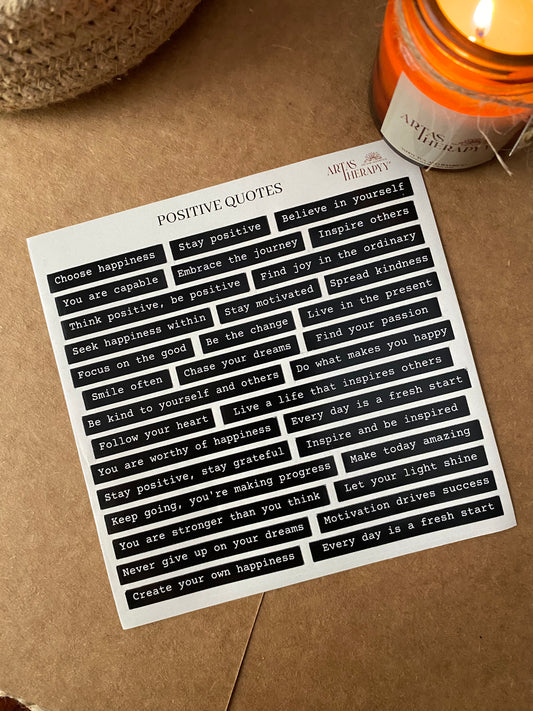 ARTAS
THERAPYY
POSITIVE QUOTES
ARTAS
THERAPYY
Choose happiness
Stay positive
Believe in yourself
You are capable
Embrace the journey
Inspire others
Think positive, be positive
Find joy in the ordinary
Seek happiness within
Stay motivated
Spread kindness
Focus on the good
Be the change
Live in the present
Smile often
Chase your dreams
Find your passion
Be kind to yourself and others
Do what makes you happy
Follow your heart
Live a life that inspires others
You are worthy of happiness
Every day is a fresh start
Stay positive, stay grateful
Inspire and be inspired
Keep going, you're making progress
Make today amazing
You are stronger than you think
Let your light shine
Never give up on your dreams
Motivation drives success
Create your own happiness
Every day is a fresh start